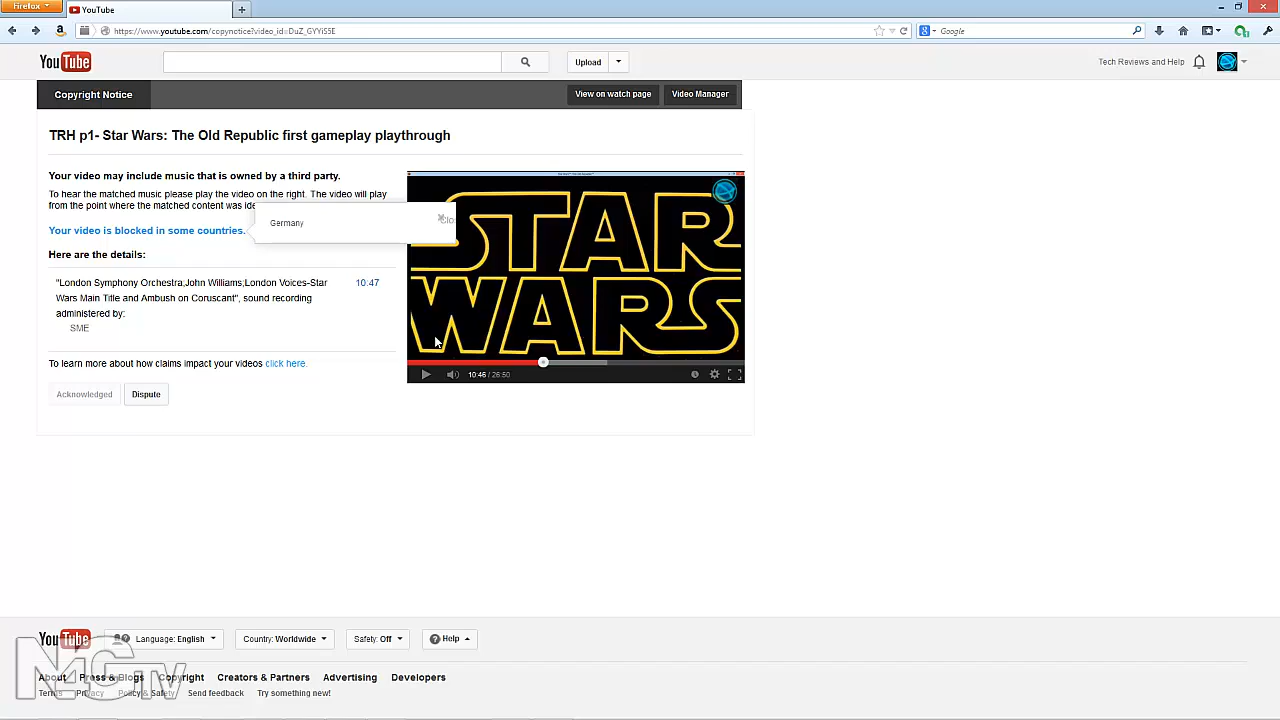 Firefox
YouTube
https://www.youtube.com/copynotice?video_id=DuZ_GYYiS5E
Google
YouTube
Upload
Tech Reviews and Help
Copyright Notice
View on watch page
Video Manager
TRH p1- Star Wars: The Old Republic first gameplay playthrough
Your video may include music that is owned by a third party.
To hear the matched music please play the video on the right. The video will play
from the point where the matched content was
Germany
Your video is blocked in some countries.
Here are the details:
"London Symphony Orchestra;John Williams;London Voices-Star
Wars Main Title and Ambush on Coruscant", sound recording
administered by:
SME
10:47
To learn more about how claims impact your videos click here.
Acknowledged
Dispute
STAR
WARS
10:46 / 26:50
YouTube
Language: English
Country: Worldwide
Safety: Off
Help
N4G TV
About
Press & Blogs
Copyright
Creators & Partners
Advertising
Developers
Terms
Privacy
Policy & Safety
Send feedback
Try something new!